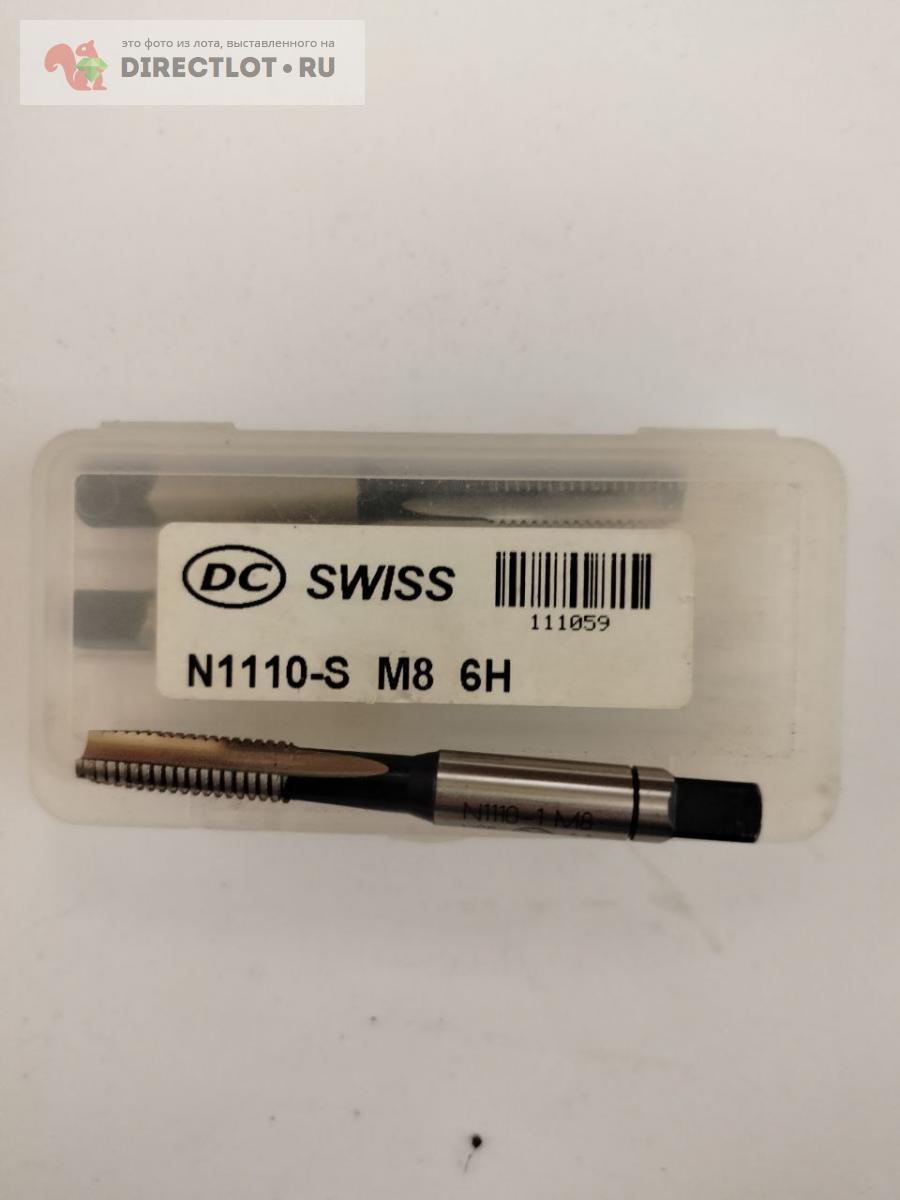 это фото из лота, выставленного на
DIRECTLOT•RU
DC SWISS
111059
N1110-S M8 6H
N1110-1 M8